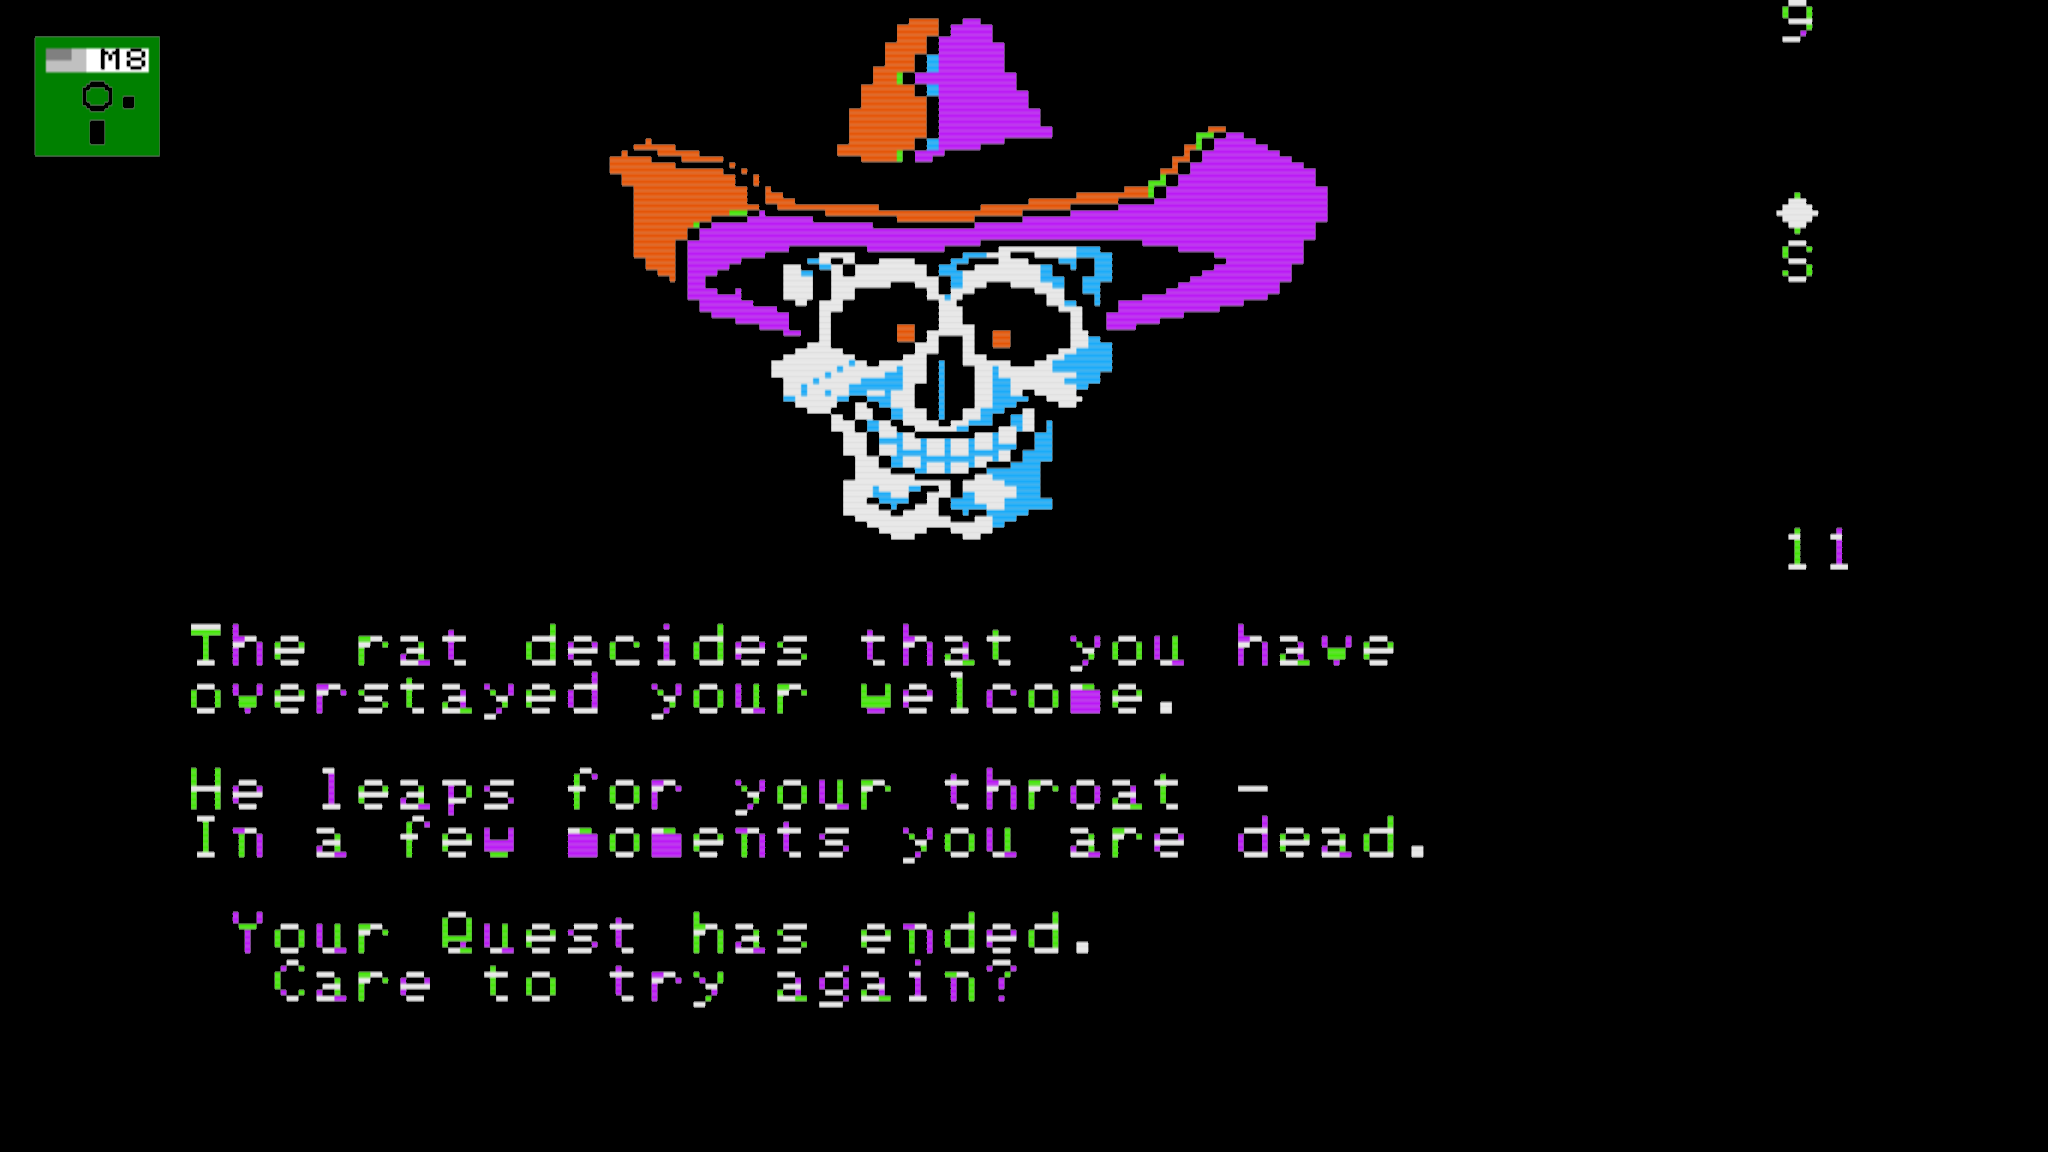 M8
9
S
11
The rat decides that you have
overstayed your welcome.
He leaps for your throat -
In a few moments you are dead.
Your Quest has ended.
Care to try again?